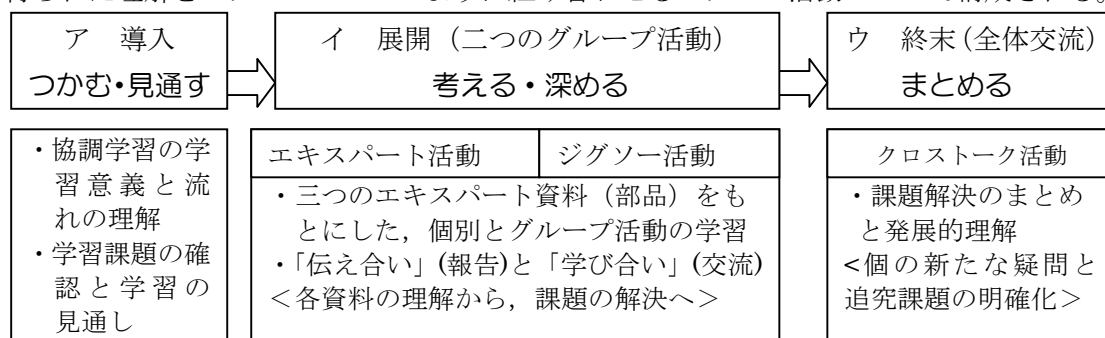 ア 導入
つかむ・見通す
イ 展開（二つのグループ活動）
考える・深める
ウ 終末（全体交流）
まとめる
・協調学習の学
習意義と流
れの理解
・学習課題の確
認と学習の
見通し
エキスパート活動
ジグソー活動
・三つのエキスパート資料（部品）をも
とにした，個別とグループ活動の学習
・「伝え合い」(報告)と「学び合い」(交流)
＜各資料の理解から，課題の解決へ＞
クロストーク活動
・課題解決のまとめ
と発展的理解
<個の新たな疑問と
追究課題の明確化＞